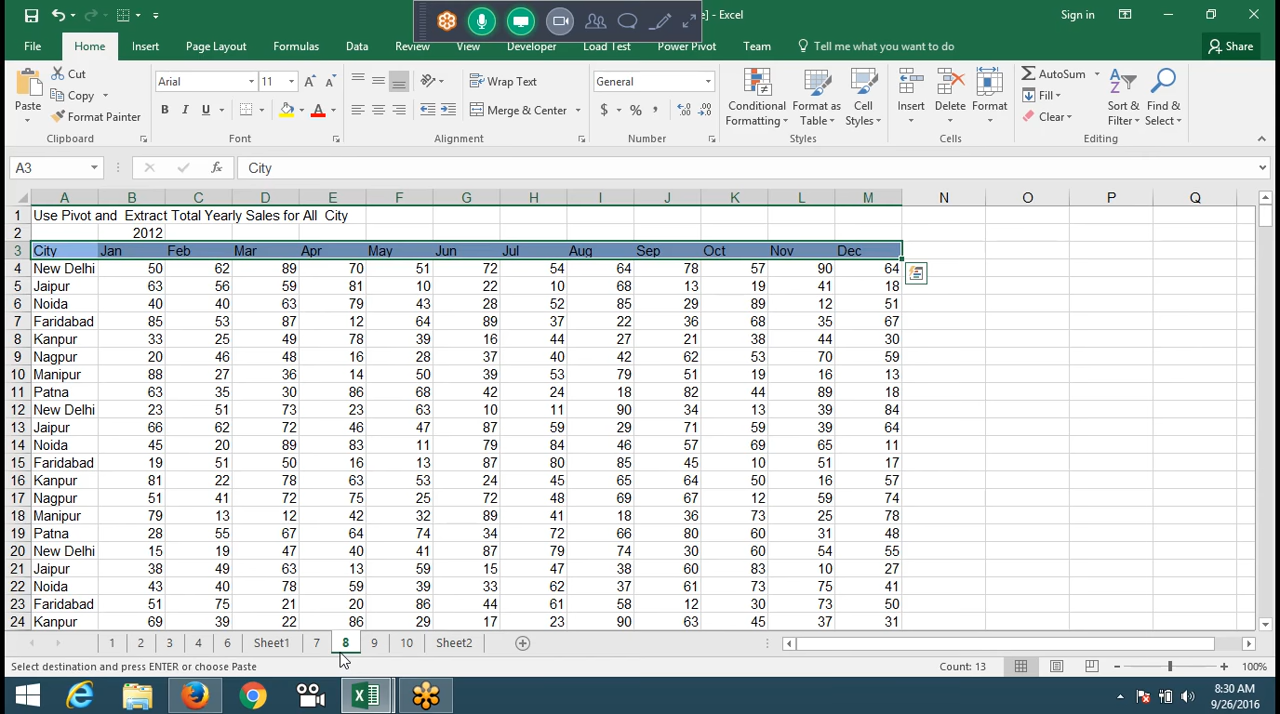 e] - Excel
Sign in
File Home Insert Page Layout Formulas Data Review View Developer Load Test Power Pivot Team Tell me what you want to do Share
Cut
Copy
Format Painter
Paste
Clipboard
Arial 11
B I U
Font
Wrap Text
Merge & Center
Alignment
General
$ % ,
Number
Conditional Formatting
Format as Table
Cell Styles
Styles
Insert Delete Format
Cells
AutoSum
Fill
Clear
Sort & Filter
Find & Select
Editing
A3 fx City
A B C D E F G H I J K L M N O P Q
1 Use Pivot and Extract Total Yearly Sales for All City
2 2012
3 City Jan Feb Mar Apr May Jun Jul Aug Sep Oct Nov Dec
4 New Delhi 50 62 89 70 51 72 54 64 78 57 90 64
5 Jaipur 63 56 59 81 10 22 10 68 13 19 41 18
6 Noida 40 40 63 79 43 28 52 85 29 89 12 51
7 Faridabad 85 53 87 12 64 89 37 22 36 68 35 67
8 Kanpur 33 25 49 78 39 16 44 27 21 38 44 30
9 Nagpur 20 46 48 16 28 37 40 42 62 53 70 59
10 Manipur 88 27 36 14 50 39 53 79 51 19 16 13
11 Patna 63 35 30 86 68 42 24 18 82 44 89 18
12 New Delhi 23 51 73 23 63 10 11 90 34 13 39 84
13 Jaipur 66 62 72 46 47 87 59 29 71 59 39 64
14 Noida 45 20 89 83 11 79 84 46 57 69 65 11
15 Faridabad 19 51 50 16 13 87 80 85 45 10 51 17
16 Kanpur 81 22 78 63 53 24 45 65 64 50 16 57
17 Nagpur 51 41 72 75 25 72 48 69 67 12 59 74
18 Manipur 79 13 12 42 32 89 41 18 36 73 25 78
19 Patna 28 55 67 64 74 34 72 66 80 60 31 48
20 New Delhi 15 19 47 40 41 87 79 74 30 60 54 55
21 Jaipur 38 49 63 13 59 15 47 38 60 83 10 27
22 Noida 43 40 78 59 39 33 62 37 61 73 75 41
23 Faridabad 51 75 21 20 86 44 61 58 12 30 73 50
24 Kanpur 69 39 22 86 29 17 23 90 63 45 37 31
1 2 3 4 6 Sheet1 7 8 9 10 Sheet2
Select destination and press ENTER or choose Paste Count: 13 100%
8:30 AM
9/26/2016